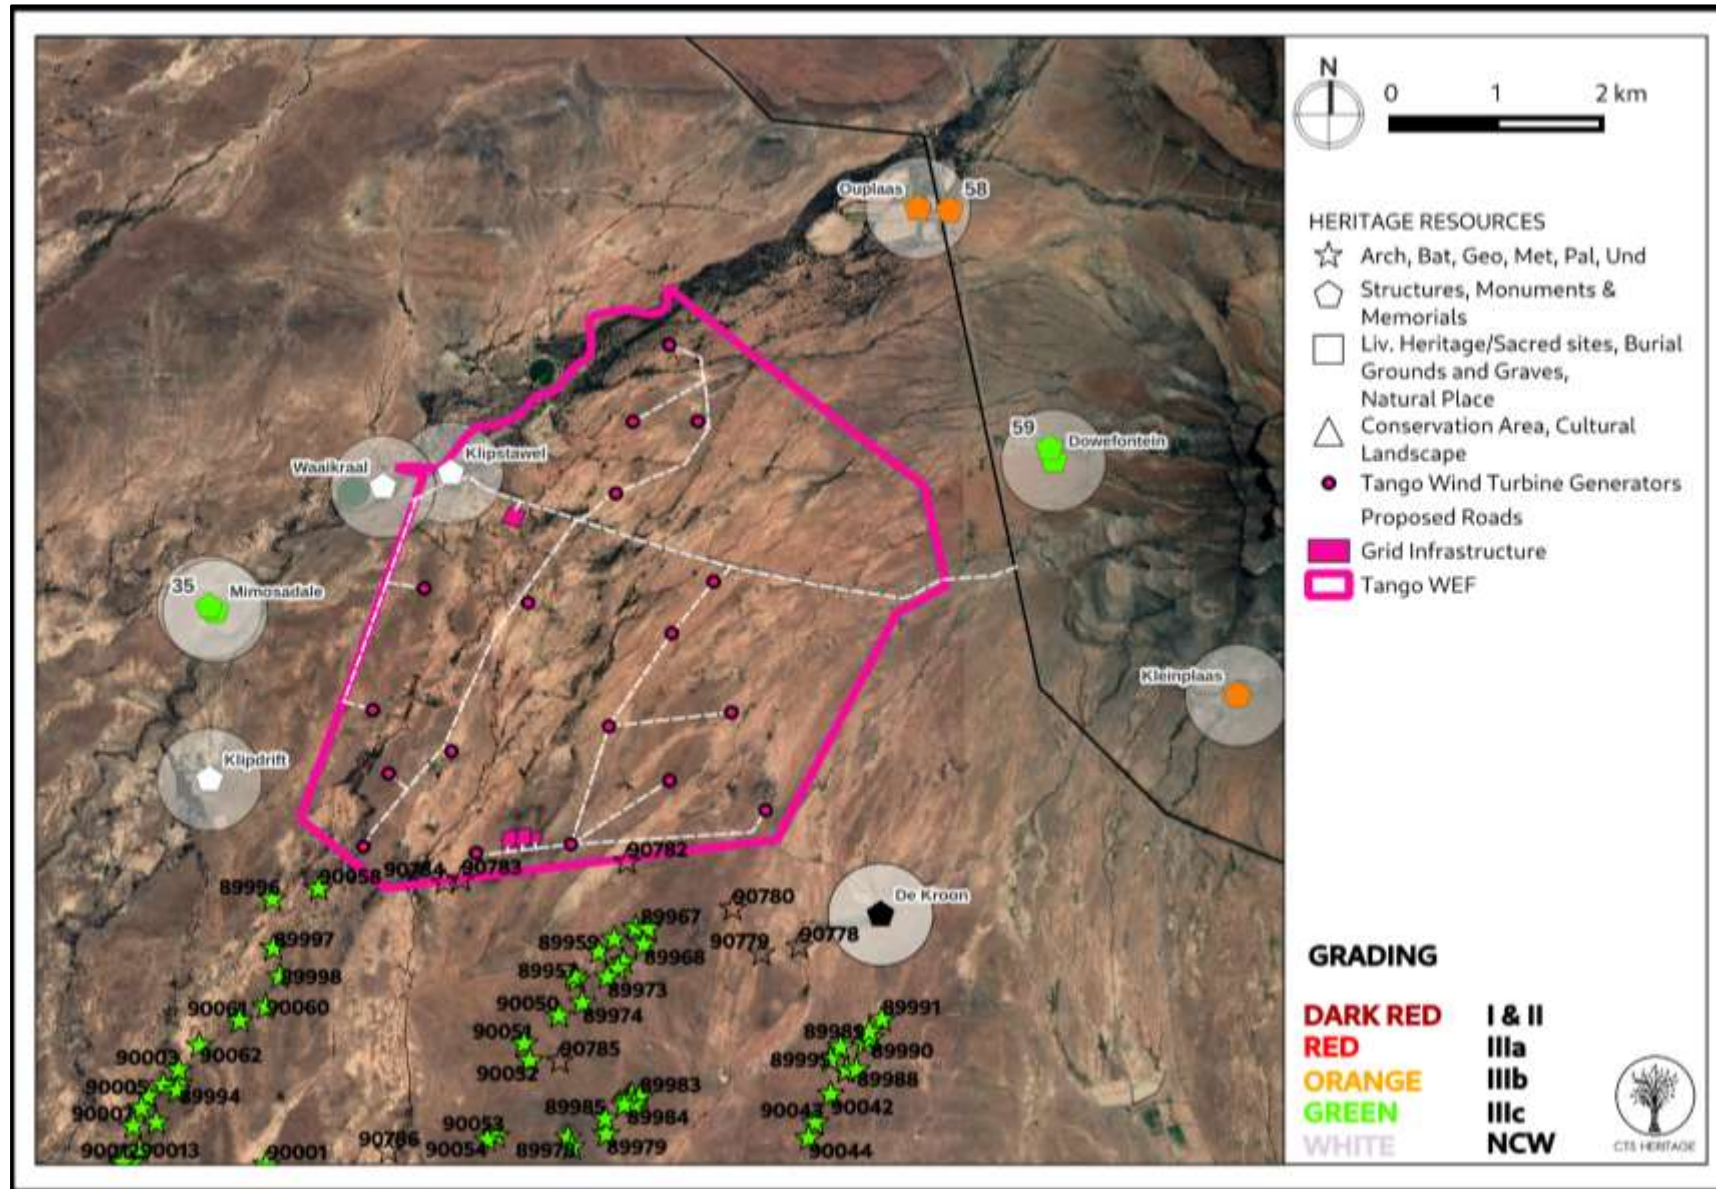 Ouplaas
58
Klipstawel
Waaikraal
59
Dowefontein
35
Mimosadale
Kleinplaas
Klipdrift
90782
90784
90783
90058
89996
90780
De Kroon
89967
89959
90779
90778
89997
89968
89957
89998
89973
90061
90060
90050
89974
89991
90051
89989
90003
90062
90785
89990
90052
90005
89994
89988
89983
90007
89985
89984
90043
90042
90053
90013
90001
90786
90054
89979
90044
N
0 1 2 km
HERITAGE RESOURCES
Arch, Bat, Geo, Met, Pal, Und
Structures, Monuments &
Memorials
Liv. Heritage/Sacred sites, Burial
Grounds and Graves,
Natural Place
Conservation Area, Cultural
Landscape
Tango Wind Turbine Generators
Proposed Roads
Grid Infrastructure
Tango WEF
GRADING
DARK RED I & II
RED IIIa
ORANGE IIIb
GREEN IIIc
WHITE NCW
CTS HERITAGE